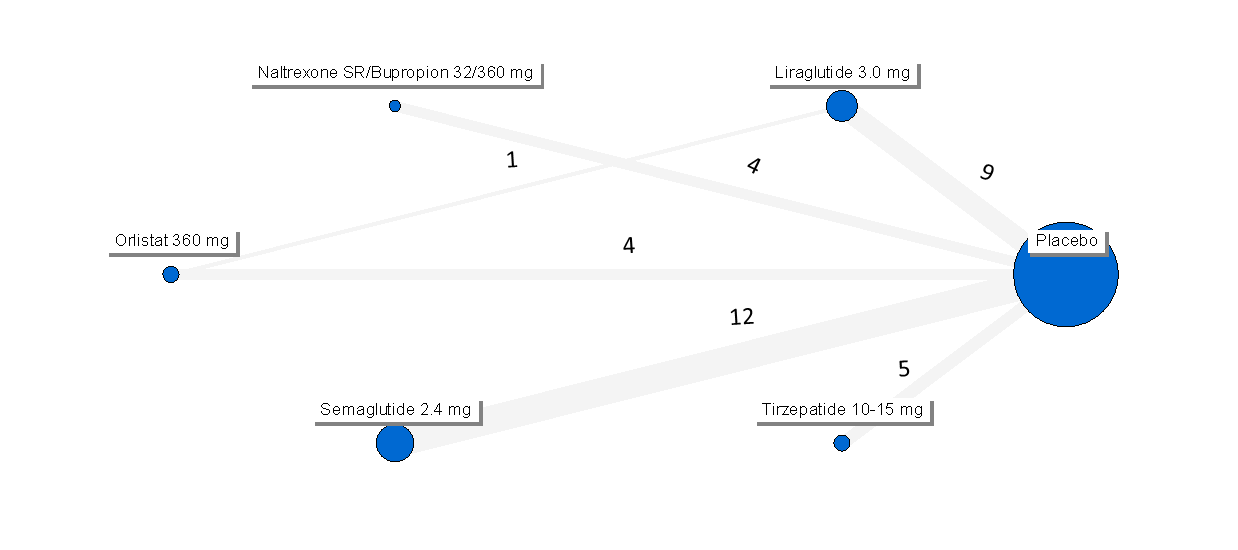 Naltrexone SR/Bupropion 32/360 mg
Liraglutide 3.0 mg
1
4
9
Orlistat 360 mg
4
Placebo
12
5
Semaglutide 2.4 mg
Tirzepatide 10-15 mg